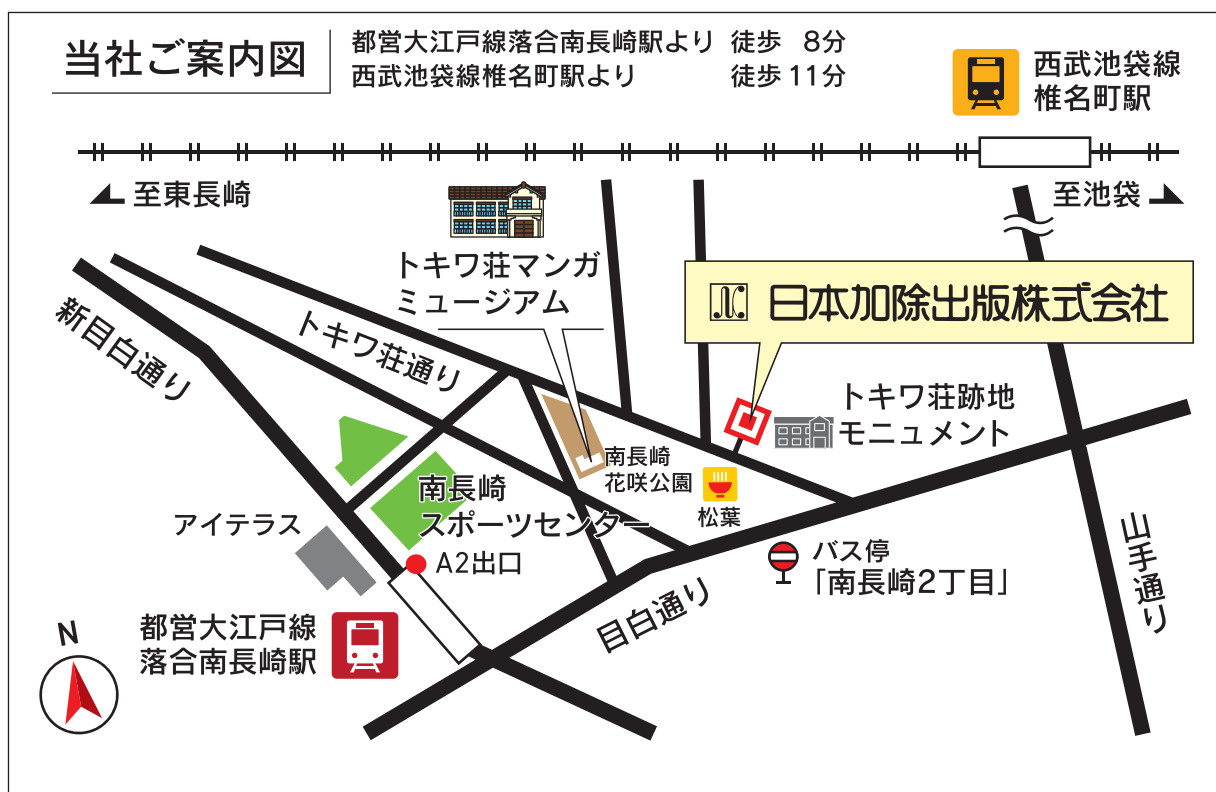 当社ご案内図
都営大江戸線落合南長崎駅より 徒歩 8分
西武池袋線椎名町駅より 徒歩11分
西武池袋線
椎名町駅
至東長崎
至池袋
トキワ荘マンガ
ミュージアム
日本加除出版株式会社
新目白通り
トキワ荘通り
トキワ荘跡地
モニュメント
南長崎
花咲公園
松葉
南長崎
スポーツセンター
アイテラス
A2出口
バス停
「南長崎2丁目」
山手通り
目白通り
都営大江戸線
落合南長崎駅
N